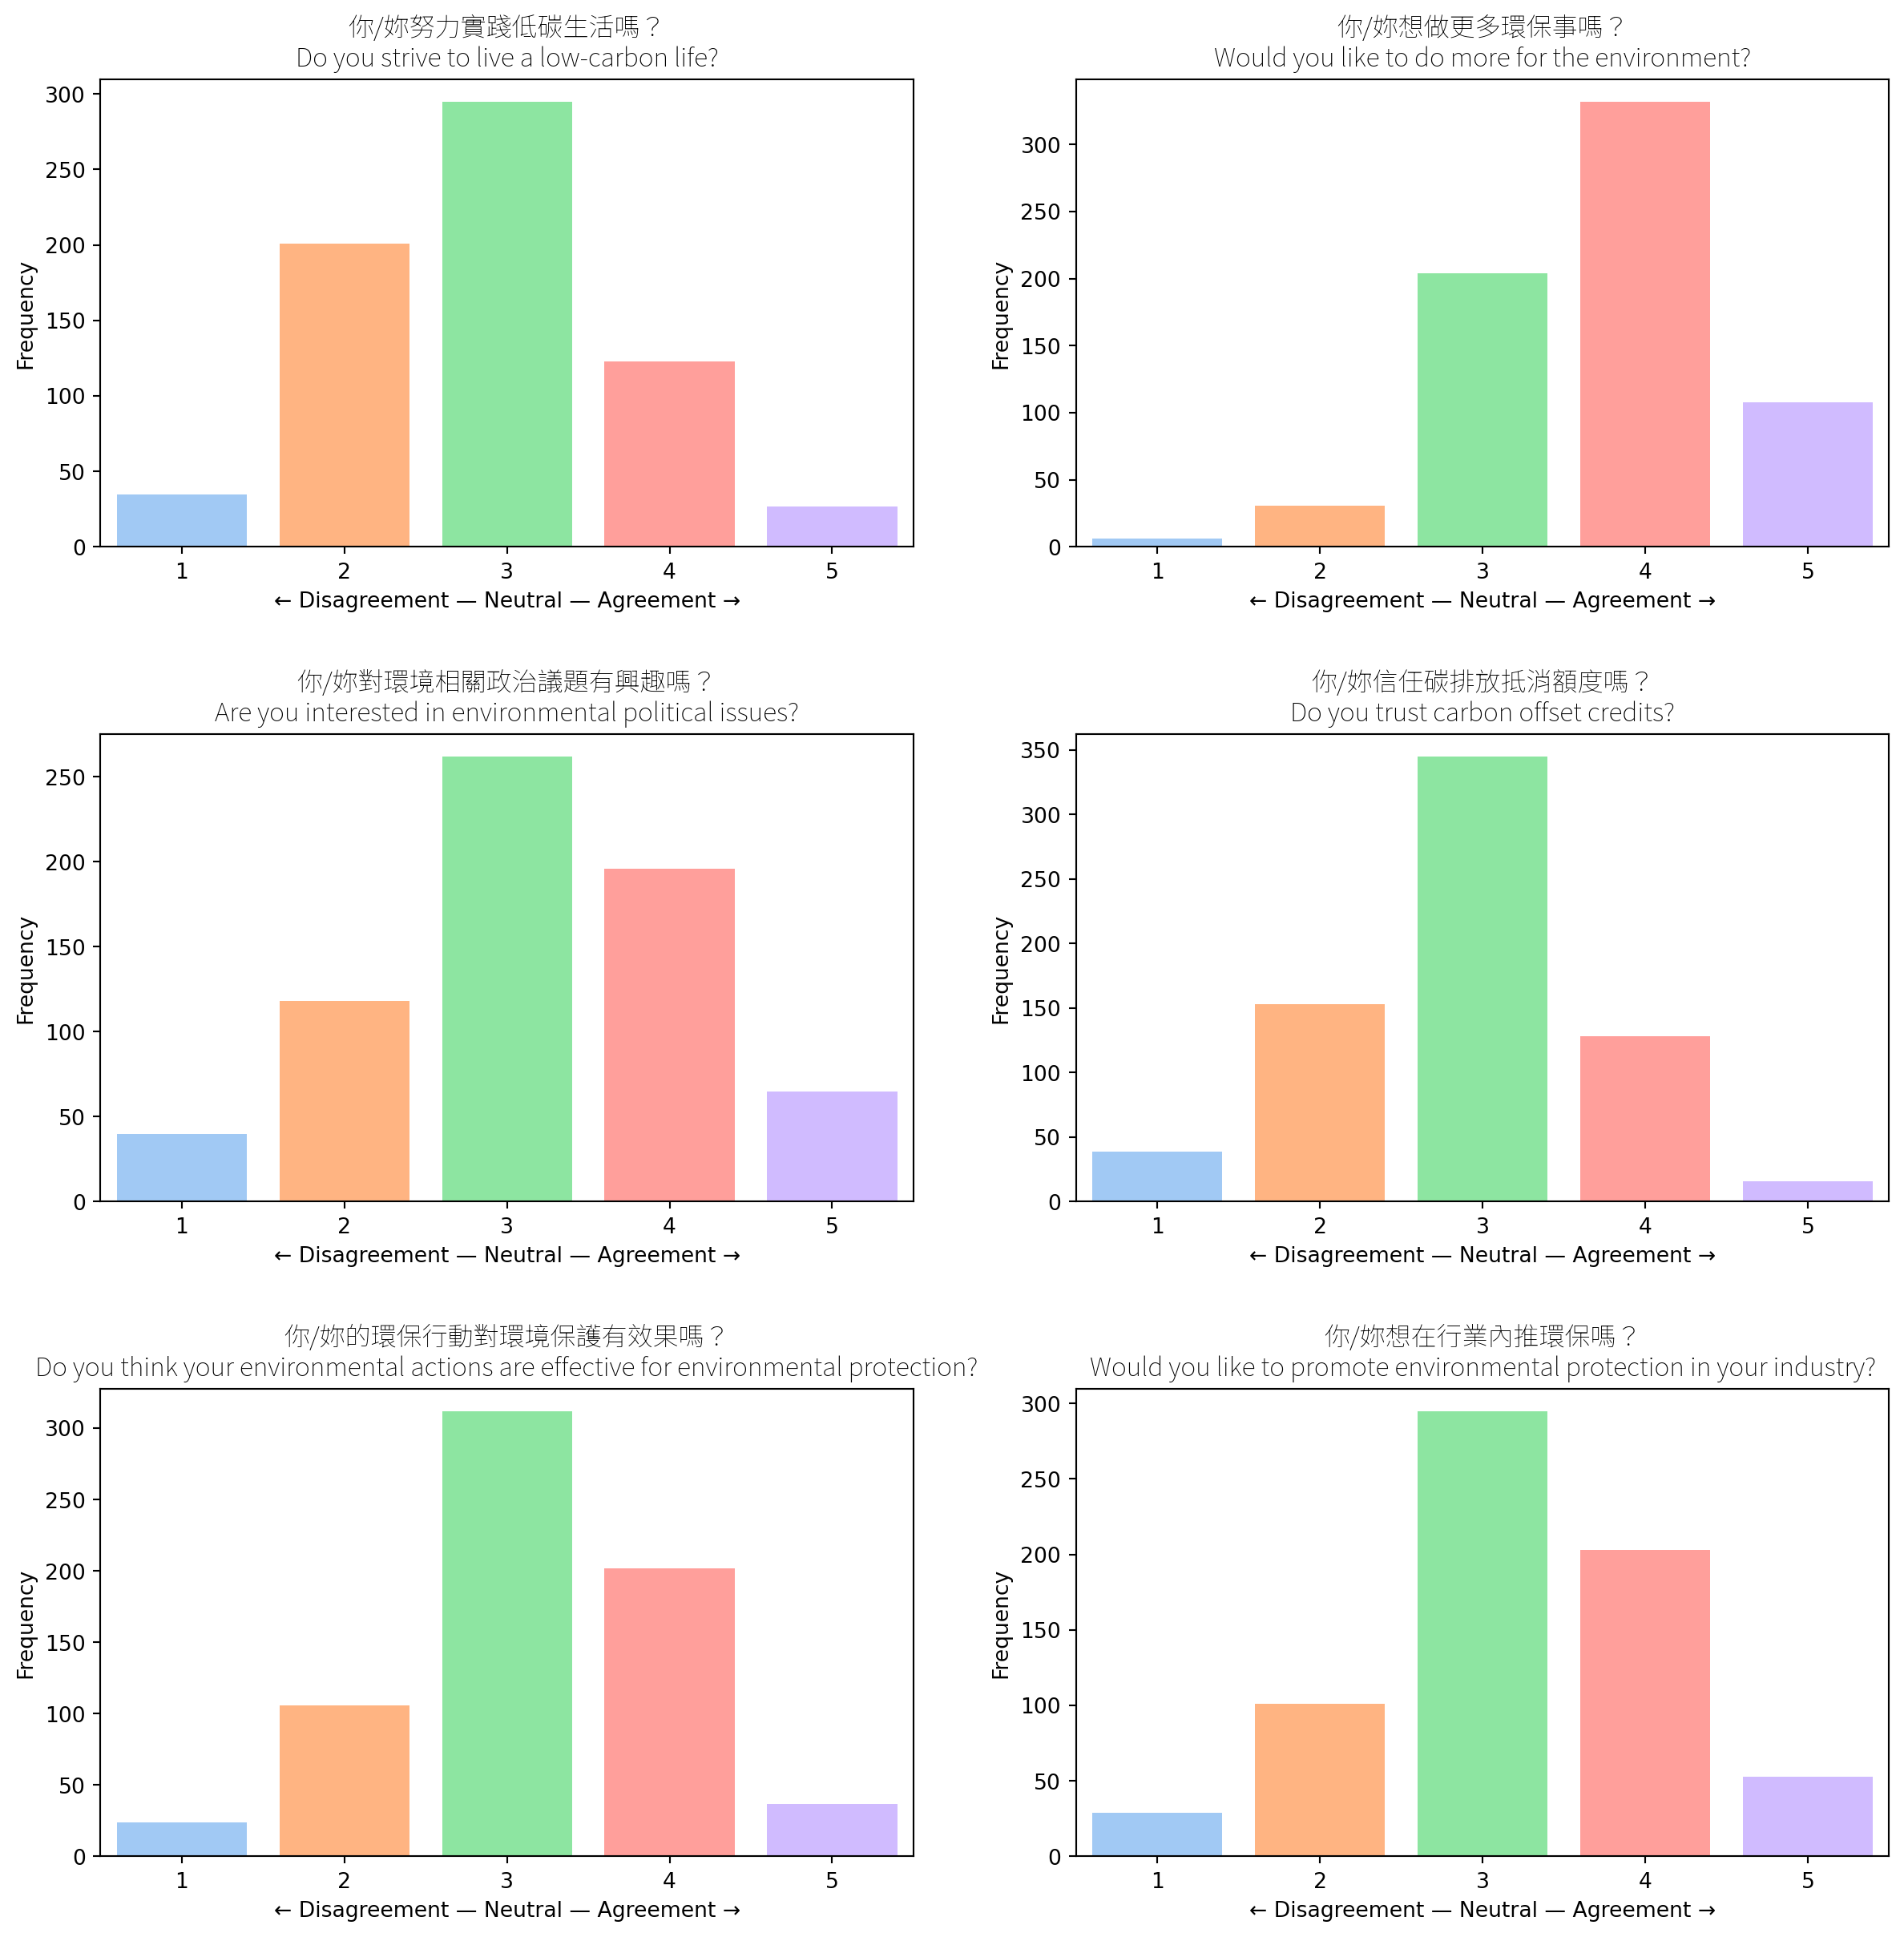 你/妳努力實踐低碳生活嗎？
Do you strive to live a low-carbon life?
300
250
200
150
100
50
0
Frequency
1 2 3 4 5
← Disagreement — Neutral — Agreement →
你/妳想做更多環保事嗎？
Would you like to do more for the environment?
300
250
200
150
100
50
0
Frequency
1 2 3 4 5
← Disagreement — Neutral — Agreement →
你/妳對環境相關政治議題有興趣嗎？
Are you interested in environmental political issues?
250
200
150
100
50
0
Frequency
1 2 3 4 5
← Disagreement — Neutral — Agreement →
你/妳信任碳排放抵消額度嗎？
Do you trust carbon offset credits?
350
300
250
200
150
100
50
0
Frequency
1 2 3 4 5
← Disagreement — Neutral — Agreement →
你/妳的環保行動對環境保護有效果嗎？
Do you think your environmental actions are effective for environmental protection?
300
250
200
150
100
50
0
Frequency
1 2 3 4 5
← Disagreement — Neutral — Agreement →
你/妳想在行業內推環保嗎？
Would you like to promote environmental protection in your industry?
300
250
200
150
100
50
0
Frequency
1 2 3 4 5
← Disagreement — Neutral — Agreement →